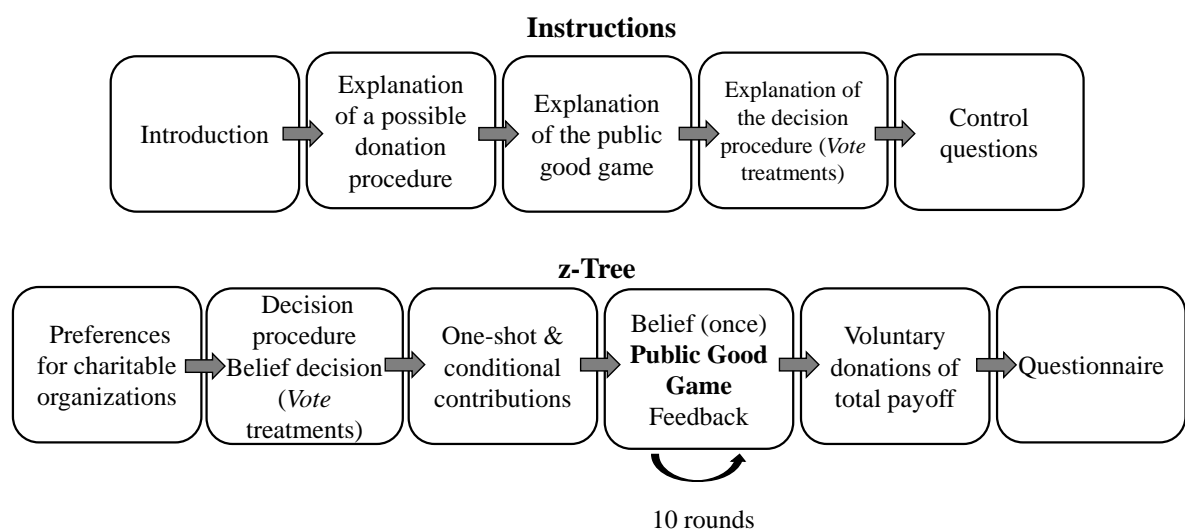 Instructions
Introduction
Explanation
of a possible
donation
procedure
Explanation
of the public
good game
Explanation of
the decision
procedure (Vote
treatments)
Control
questions
z-Tree
Preferences
for charitable
organizations
Decision
procedure
Belief decision
(Vote
treatments)
One-shot &
conditional
contributions
Belief (once)
Public Good
Game
Feedback
Voluntary
donations of
total payoff
Questionnaire
10 rounds